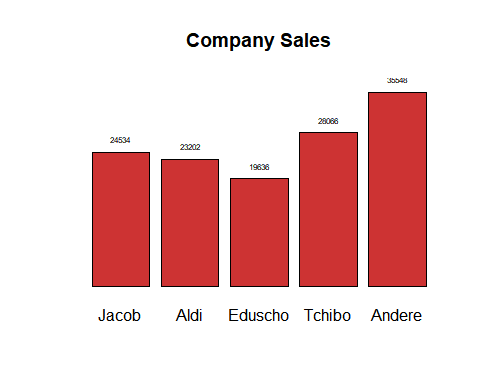 Company Sales
35548
28066
24534
23202
19636
Jacob Aldi Eduscho Tchibo Andere